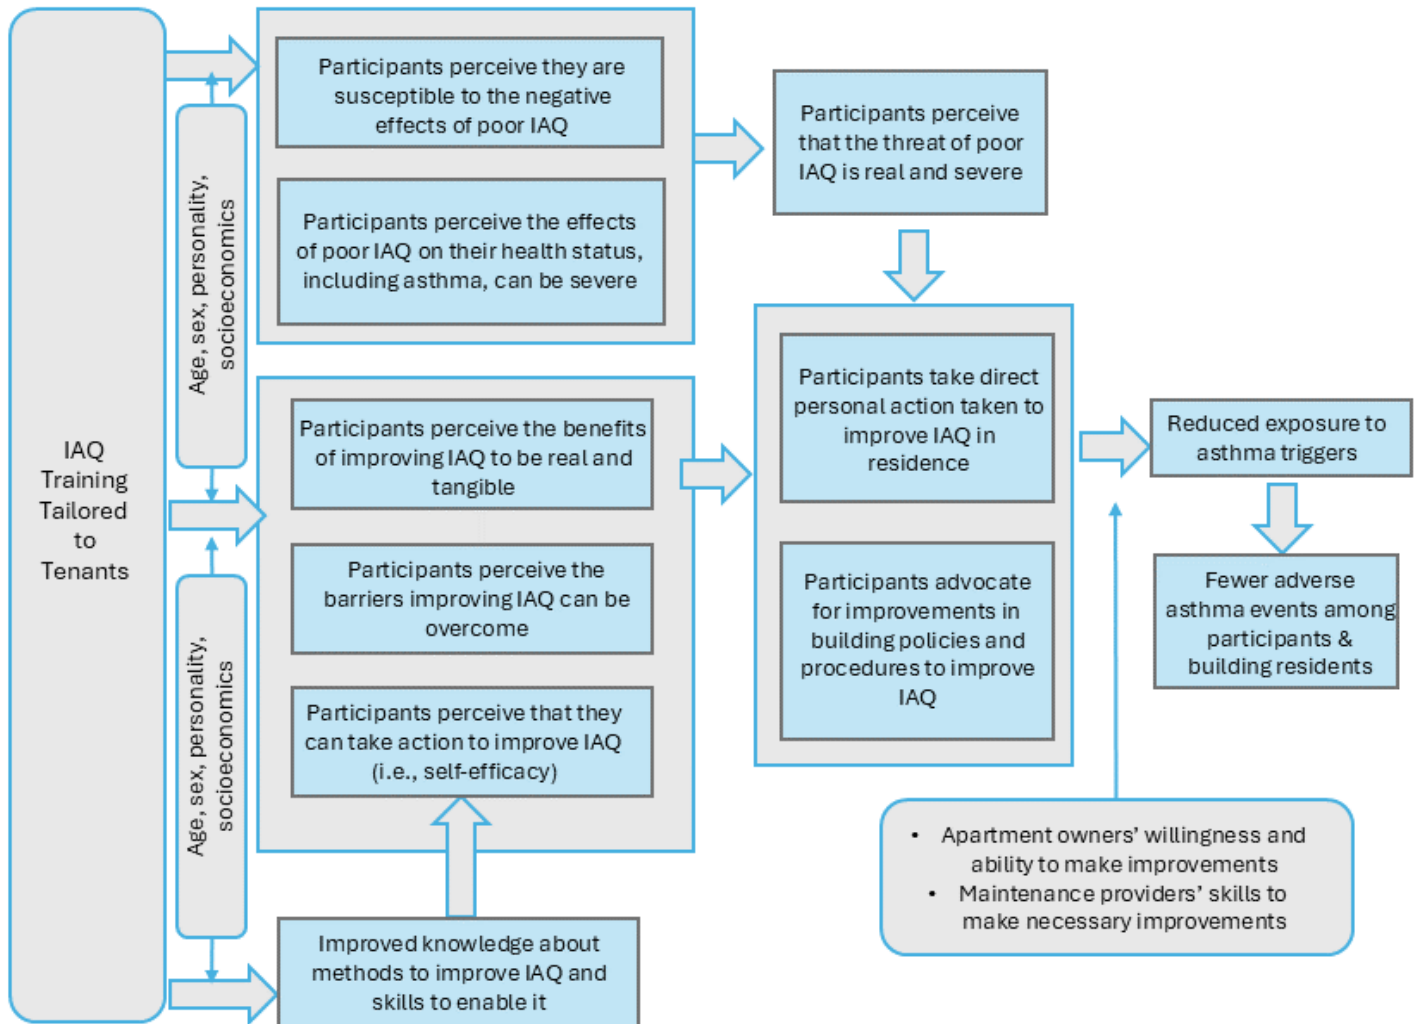 IAQ
Training
Tailored
to
Tenants
Age, sex, personality,
socioeconomics
Age, sex, personality,
socioeconomics
Participants perceive they are
susceptible to the negative
effects of poor IAQ
Participants perceive the effects
of poor IAQ on their health status,
including asthma, can be severe
Participants perceive the benefits
of improving IAQ to be real and
tangible
Participants perceive the
barriers improving IAQ can be
overcome
Participants perceive that they
can take action to improve IAQ
(i.e., self-efficacy)
Improved knowledge about
methods to improve IAQ and
skills to enable it
Participants perceive
that the threat of poor
IAQ is real and severe
Participants take direct
personal action taken to
improve IAQ in
residence
Participants advocate
for improvements in
building policies and
procedures to improve
IAQ
Reduced exposure to
asthma triggers
Fewer adverse
asthma events among
participants &
building residents
• Apartment owners’ willingness and
ability to make improvements
• Maintenance providers’ skills to
make necessary improvements